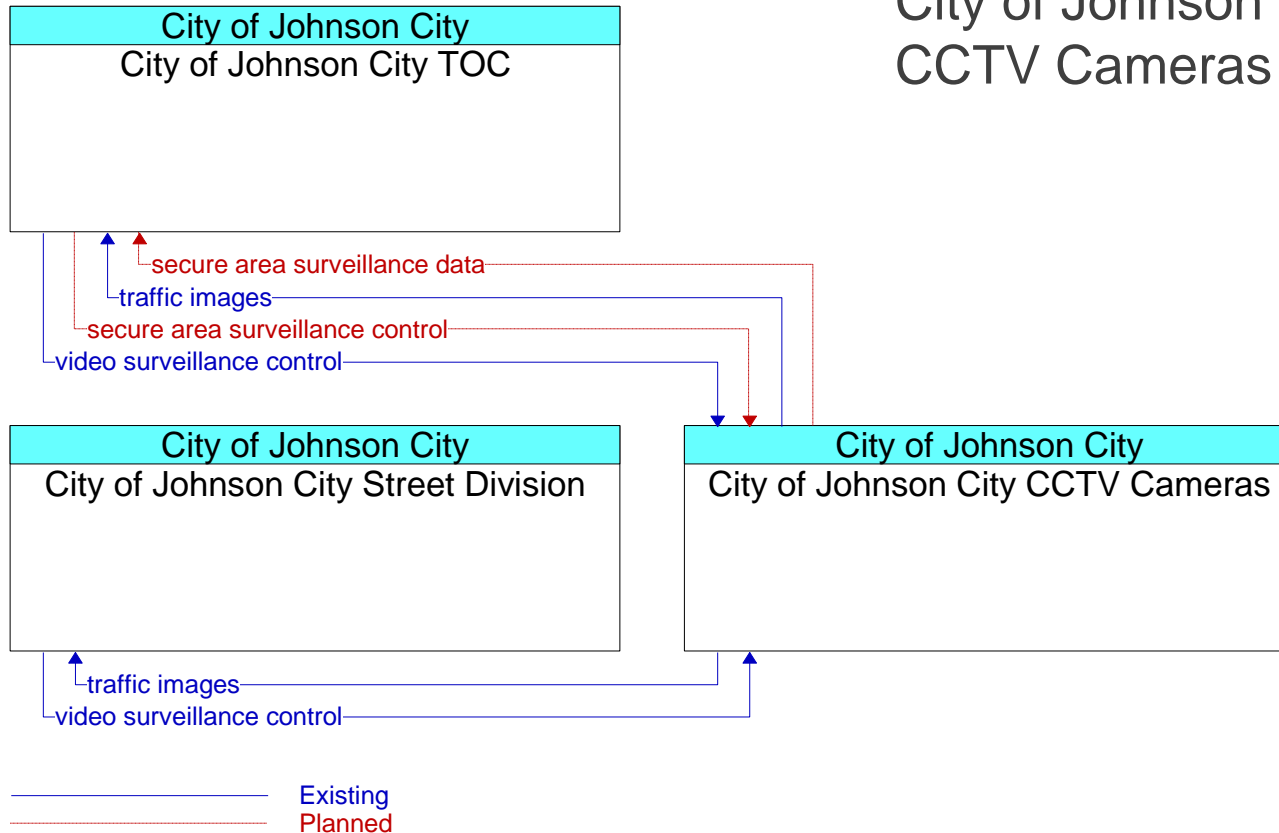 City of Johnson
CCTV Cameras
City of Johnson City
City of Johnson City TOC
secure area surveillance data
traffic images
secure area surveillance control
video surveillance control
City of Johnson City
City of Johnson City Street Division
City of Johnson City
City of Johnson City CCTV Cameras
traffic images
video surveillance control
Existing
Planned